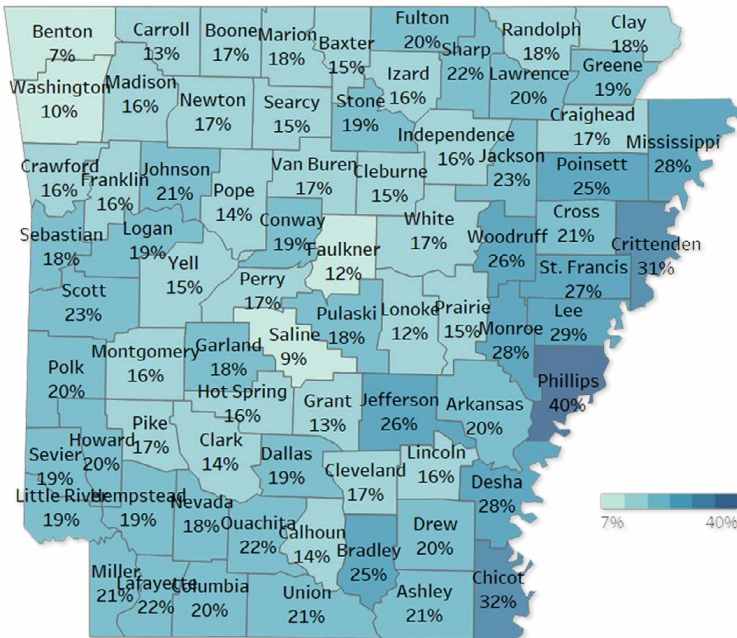 Benton
7%
Carroll
13%
Boone
17%
Marion
18%
Baxter
15%
Fulton
20%
Sharp
22%
Randolph
18%
Clay
18%
Washington
10%
Madison
16%
Newton
17%
Searcy
15%
Stone
19%
Izard
16%
Lawrence
20%
Greene
19%
Independence
16%
Jackson
23%
Craighead
17%
Mississippi
28%
Crawford
16%
Franklin
16%
Johnson
21%
Pope
14%
Van Buren
17%
Cleburne
15%
Poinsett
25%
Sebastian
18%
Logan
19%
Yell
15%
Conway
19%
Faulkner
12%
White
17%
Woodruff
26%
Cross
21%
Crittenden
31%
Scott
23%
Perry
17%
Pulaski
18%
Lonoke
12%
Prairie
15%
Monroe
28%
St. Francis
27%
Lee
29%
Polk
20%
Montgomery
16%
Garland
18%
Saline
9%
Hot Spring
16%
Grant
13%
Jefferson
26%
Arkansas
20%
Phillips
40%
Sevier
19%
Howard
20%
Pike
17%
Clark
14%
Dallas
19%
Cleveland
17%
Lincoln
16%
Desha
28%
Little River
19%
Hempstead
19%
Nevada
18%
Ouachita
22%
Calhoun
14%
Bradley
25%
Drew
20%
Chicot
32%
Miller
21%
Lafayette
22%
Columbia
20%
Union
21%
Ashley
21%
7%
40%